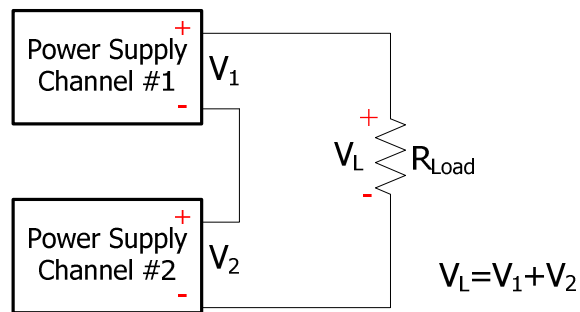 +
Power Supply
Channel #1
-
V1
+
VL
RLoad
-
+
Power Supply
Channel #2
-
V2
VL=V1+V2